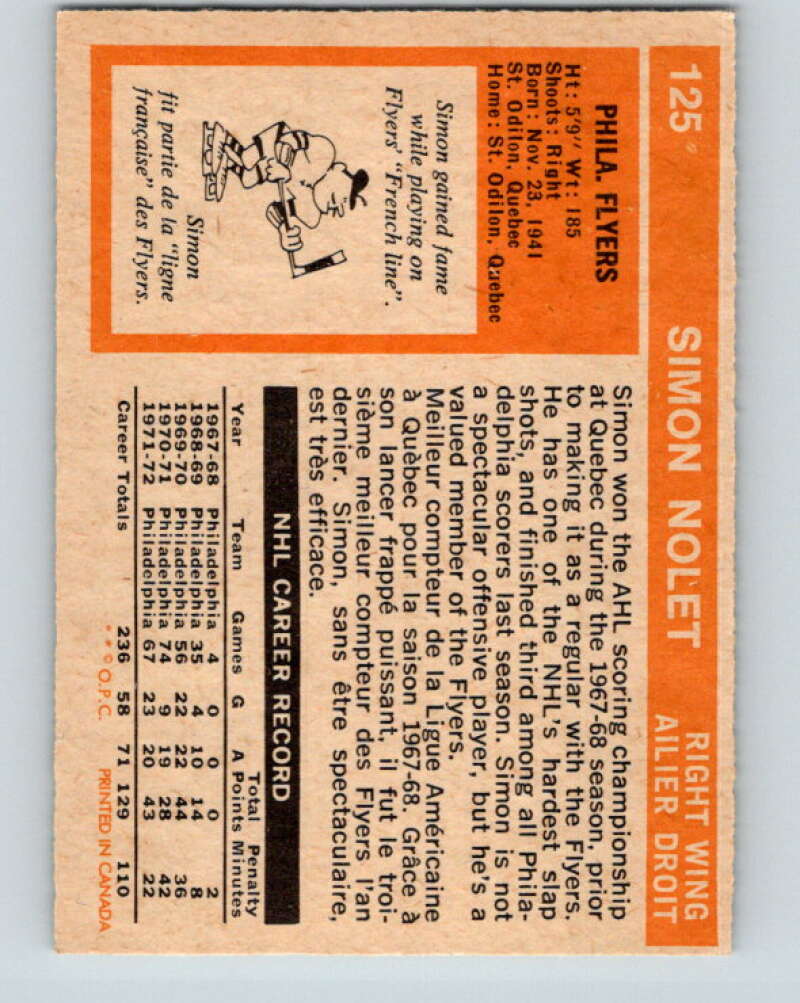 125
SIMON NOLET
RIGHT WING
AILIER DROIT
PHILA. FLYERS
Ht: 5'9" Wt: 185
Shoots: Right
Born: Nov. 23, 1941
St. Odilon, Quebec
Home: St. Odilon, Quebec
Simon gained fame
while playing on
Flyers' "French line".
Simon
fit partie de la "ligne
française" des Flyers.
Simon won the AHL scoring championship
at Quebec during the 1967-68 season, prior
to making it as a regular with the Flyers.
He has one of the NHL's hardest slap
shots, and finished third among all Phila-
delphia scorers last season. Simon is not
a spectacular offensive player, but he's a
valued member of the Flyers.
Meilleur compteur de la Ligue Américaine
à Québec pour la saison 1967-68. Grâce à
son lancer frappé puissant, il fut le troi-
sième meilleur compteur des Flyers l'an
dernier. Simon, sans être spectaculaire,
est très efficace.
NHL CAREER RECORD
Total Penalty
Year Team Games G A Points Minutes
1967-68 Philadelphia 4 0 0 0 2
1968-69 Philadelphia 35 4 10 14 8
1969-70 Philadelphia 56 22 22 44 36
1970-71 Philadelphia 74 9 19 28 42
1971-72 Philadelphia 67 23 20 43 22
Career Totals 236 58 71 129 110
* * © O.P.C. PRINTED IN CANADA